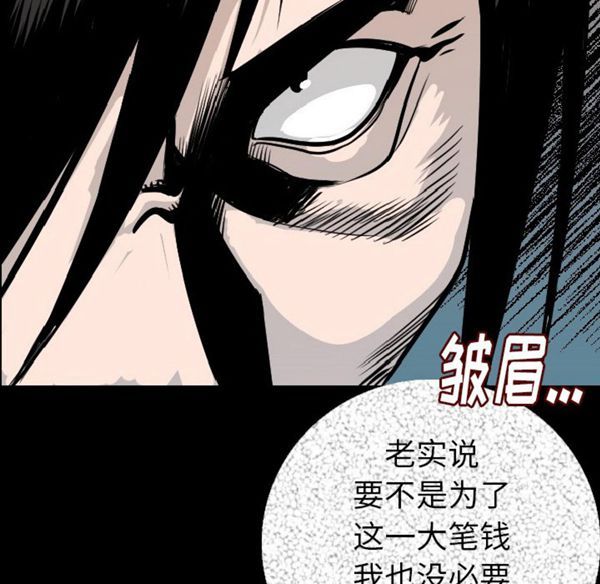 皱眉…
老实说
要不是为了
这一大笔钱
我也没必要